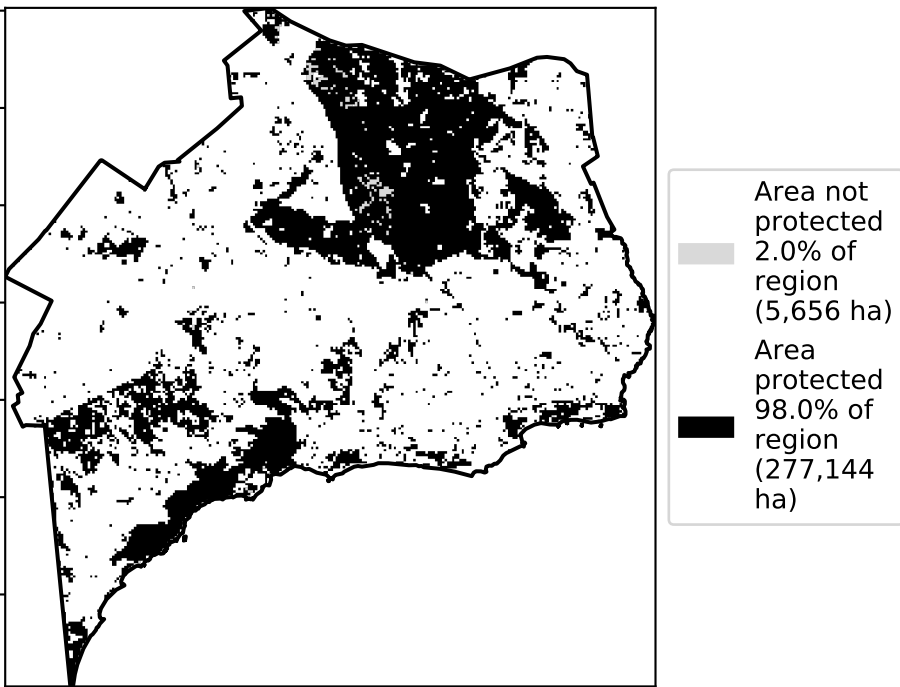 Area not
protected
2.0% of
region
(5,656 ha)
Area
protected
98.0% of
region
(277,144
ha)